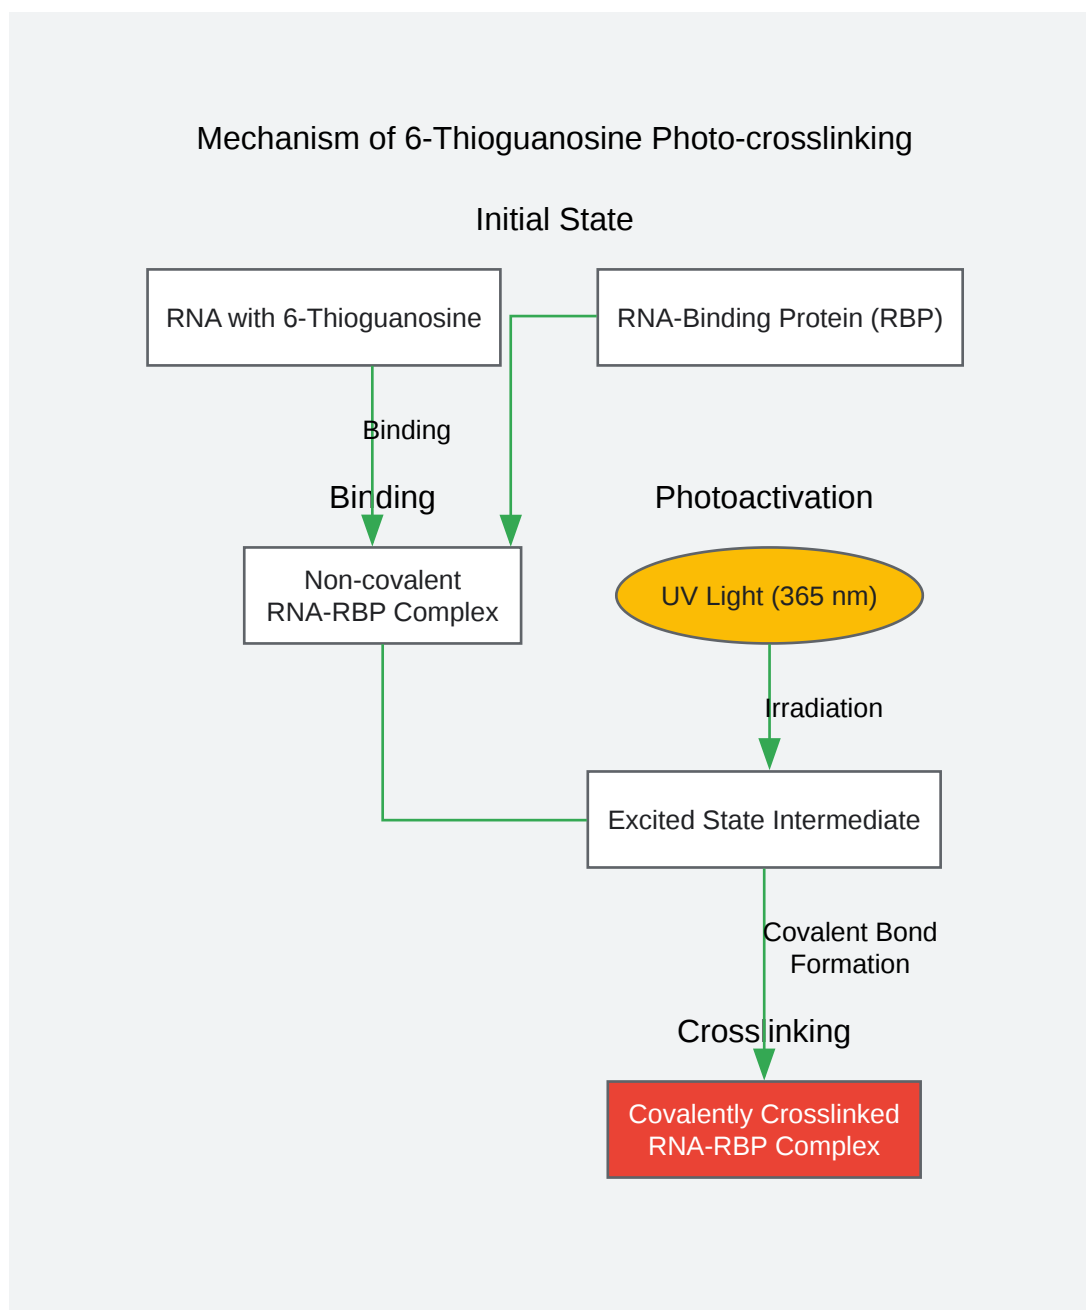 Mechanism of 6-Thioguanosine Photo-crosslinking
Initial State
RNA with 6-Thioguanosine
RNA-Binding Protein (RBP)
Binding
Binding
Photoactivation
Non-covalent
RNA-RBP Complex
UV Light (365 nm)
Irradiation
Excited State Intermediate
Covalent Bond
Formation
Crosslinking
Covalently Crosslinked
RNA-RBP Complex